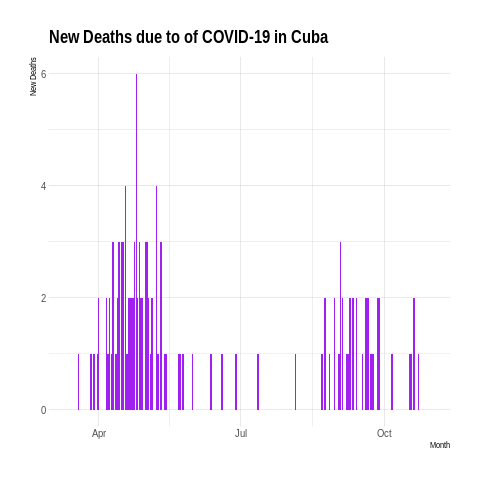 New Deaths due to of COVID-19 in Cuba
New Deaths
6
4
2
0
Apr
Jul
Oct
Month